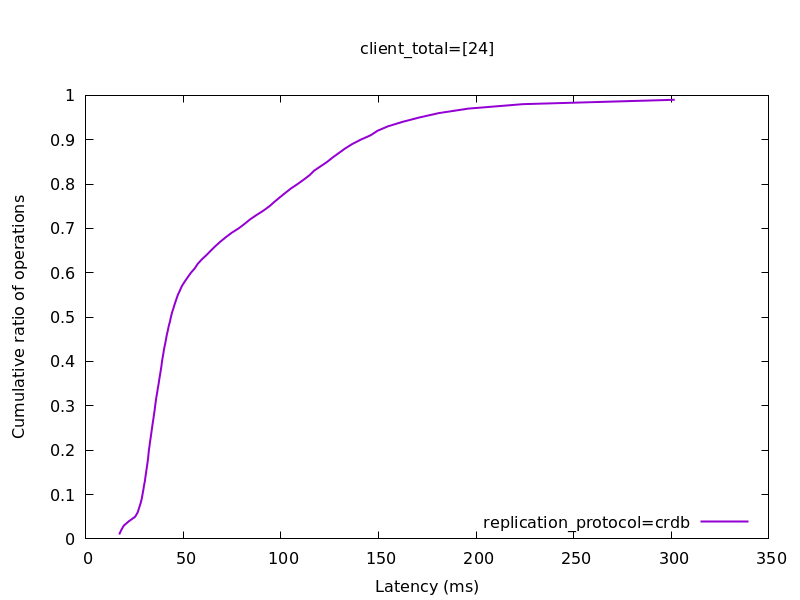 client_total=[24]
1
0.9
0.8
0.7
0.6
0.5
0.4
0.3
0.2
0.1
0
Cumulative ratio of operations
replication_protocol=crdb
0 50 100 150 200 250 300 350
Latency (ms)